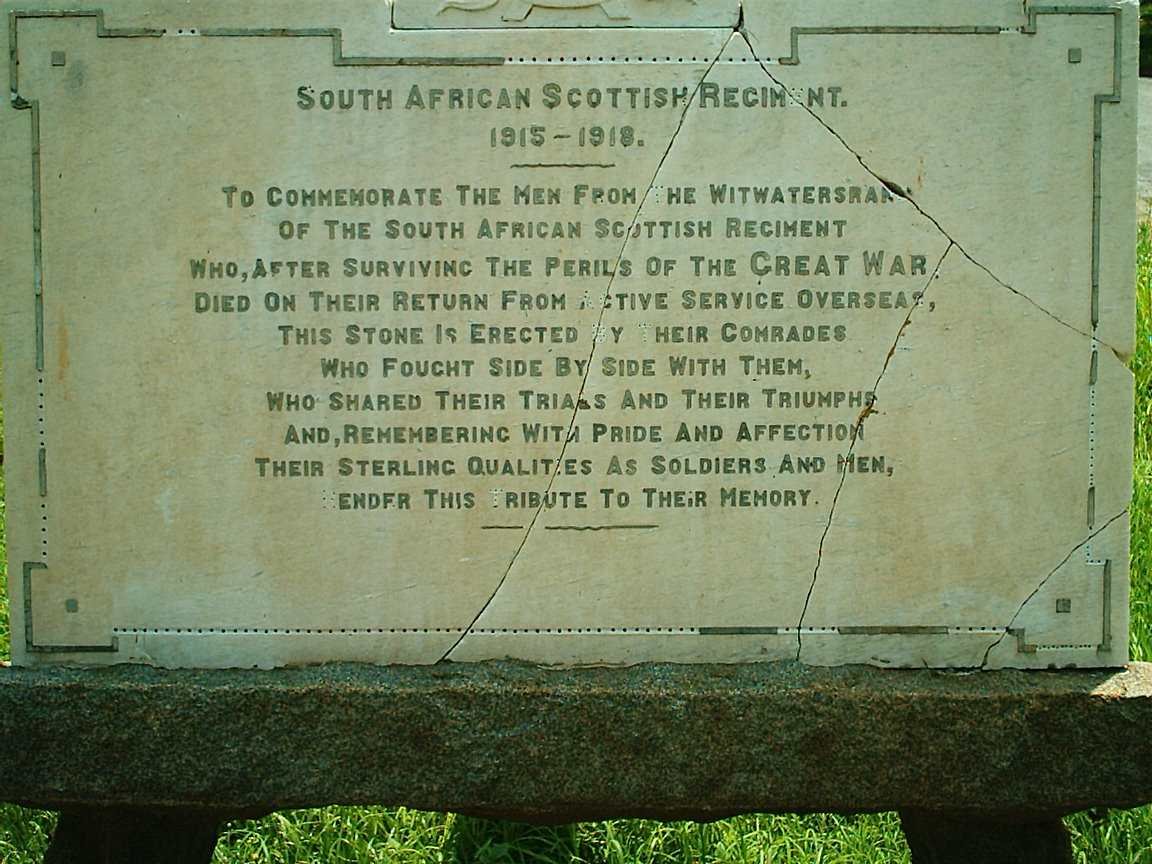 SOUTH AFRICAN SCOTTISH REGIMENT.
1915-1918.
TO COMMEMORATE THE MEN FROM THE WITWATERSRAN
OF THE SOUTH AFRICAN SCOTTISH REGIMENT
WHO, AFTER SURVIVING THE PERILS OF THE GREAT WAR,
DIED ON THEIR RETURN FROM ACTIVE SERVICE OVERSEAS,
THIS STONE IS ERECTED BY THEIR COMRADES
WHO FOUGHT SIDE BY SIDE WITH THEM,
WHO SHARED THEIR TRIALS AND THEIR TRIUMPHS
AND, REMEMBERING WITH PRIDE AND AFFECTION
THEIR STERLING QUALITIES AS SOLDIERS AND MEN,
RENDER THIS TRIBUTE TO THEIR MEMORY.